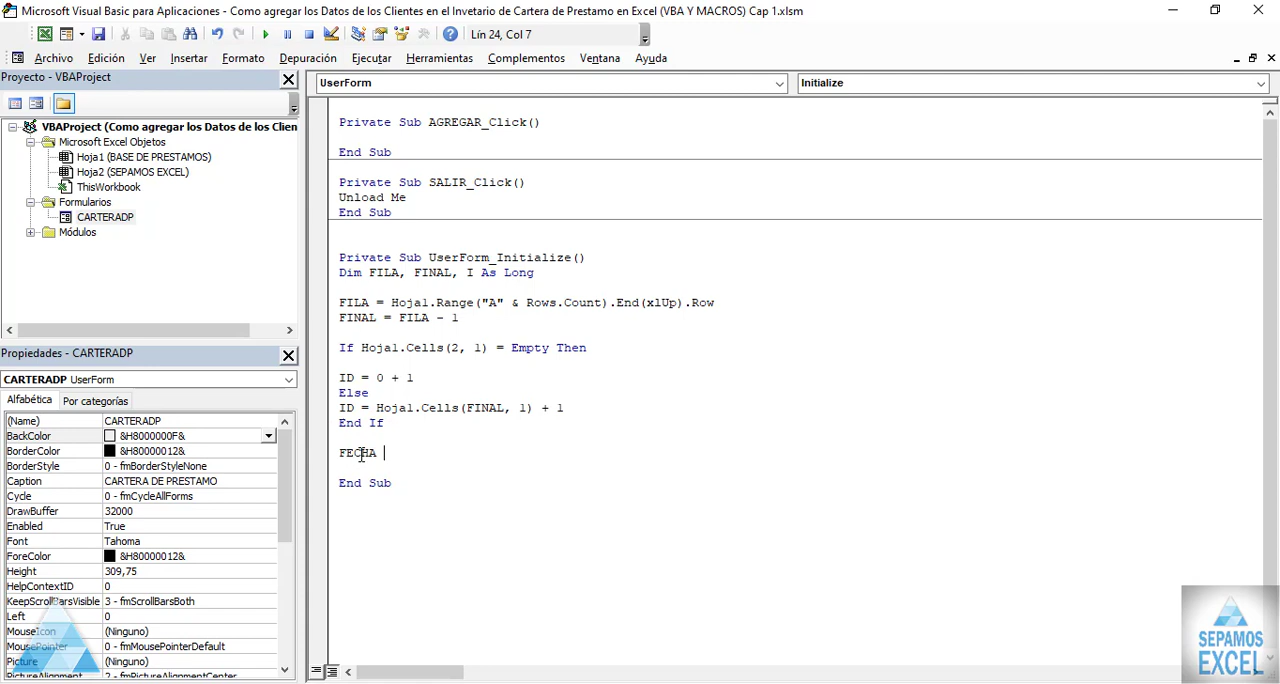 Microsoft Visual Basic para Aplicaciones - Como agregar los Datos de los Clientes en el Invetario de Cartera de Prestamo en Excel (VBA Y MACROS) Cap 1.xlsm
Lín 24, Col 7
Archivo Edición Ver Insertar Formato Depuración Ejecutar Herramientas Complementos Ventana Ayuda
Proyecto - VBAProject
UserForm
Initialize
VBAProject (Como agregar los Datos de los Clien
Microsoft Excel Objetos
Hoja1 (BASE DE PRESTAMOS)
Hoja2 (SEPAMOS EXCEL)
ThisWorkbook
Formularios
CARTERADP
Módulos
Propiedades - CARTERADP
CARTERADP UserForm
Alfabética Por categorías
(Name) CARTERADP
BackColor &H8000000F&
BorderColor &H80000012&
BorderStyle 0 - fmBorderStyleNone
Caption CARTERA DE PRESTAMO
Cycle 0 - fmCycleAllForms
DrawBuffer 32000
Enabled True
Font Tahoma
ForeColor &H80000012&
Height 309,75
HelpContextID 0
KeepScrollBarsVisible 3 - fmScrollBarsBoth
Left 0
MouseIcon (Ninguno)
MousePointer 0 - fmMousePointerDefault
Picture (Ninguno)
PictureAlignment 2 - fmPictureAlignmentCenter
Private Sub AGREGAR_Click()
End Sub
Private Sub SALIR_Click()
Unload Me
End Sub
Private Sub UserForm_Initialize()
Dim FILA, FINAL, I As Long
FILA = Hoja1.Range("A" & Rows.Count).End(xlUp).Row
FINAL = FILA - 1
If Hoja1.Cells(2, 1) = Empty Then
ID = 0 + 1
Else
ID = Hoja1.Cells(FINAL, 1) + 1
End If
FECHA
End Sub
SEPAMOS
EXCEL